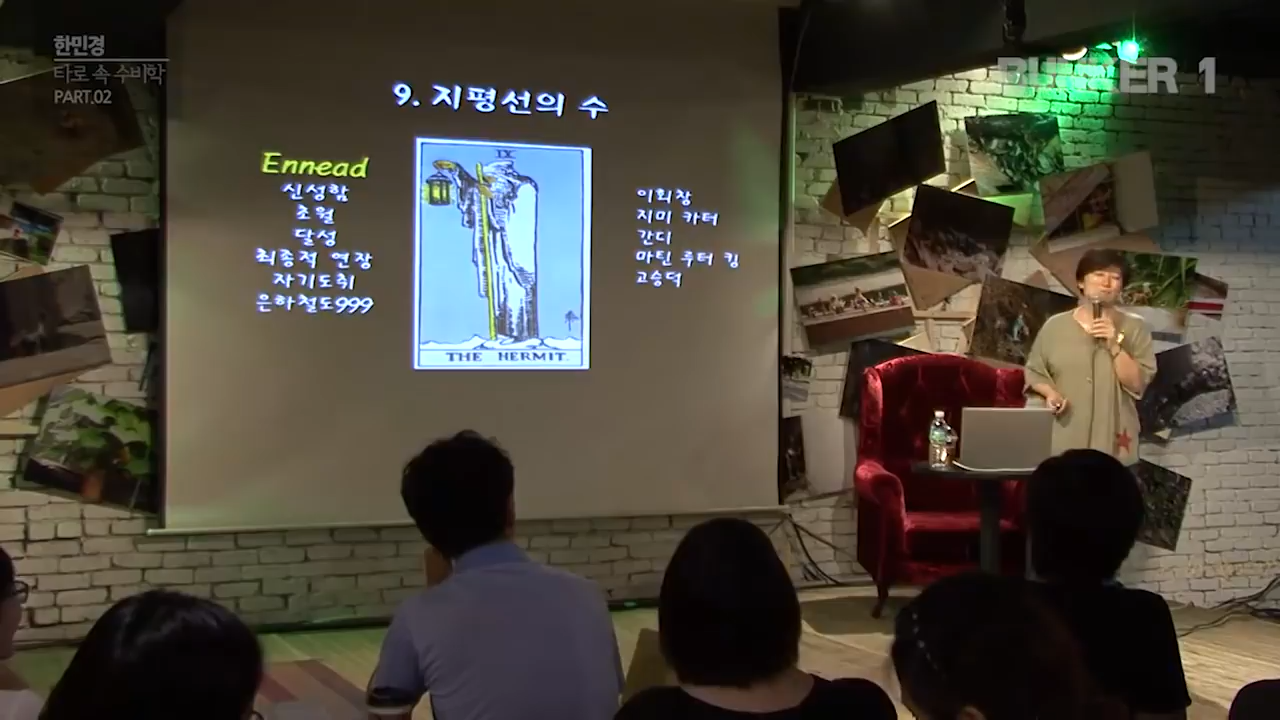 한민경
타로 속 수비학
PART.02
BUNKER 1
9. 지평선의 수
Ennead
신성함
초월
달성
최종적 연장
자기도취
은하철도999
IX
THE HERMIT.
이회창
지미 카터
간디
마틴 루터 킹
고승덕